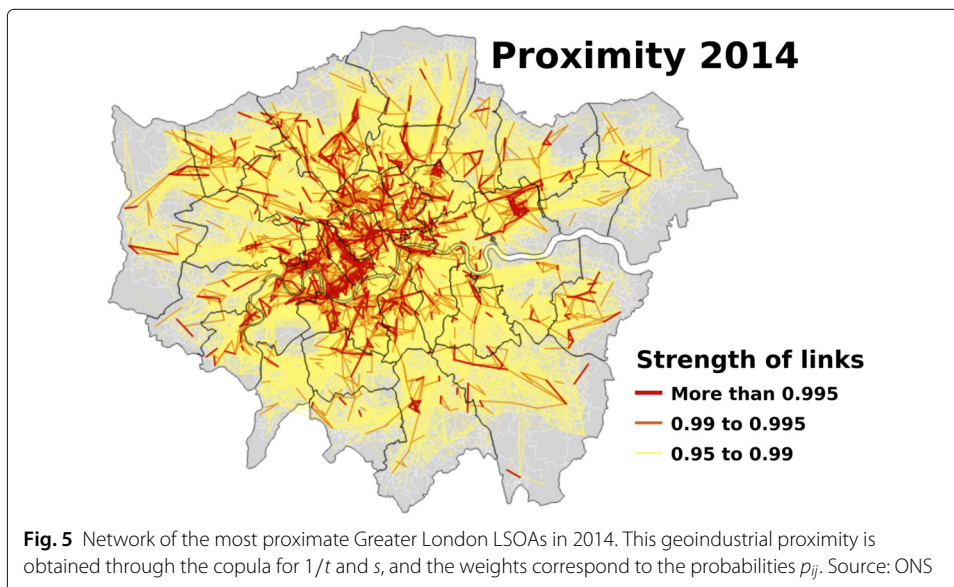 Proximity 2014
Strength of links
More than 0.995
0.99 to 0.995
0.95 to 0.99
Fig. 5 Network of the most proximate Greater London LSOAs in 2014. This geoindustrial proximity is
obtained through the copula for 1/t and s, and the weights correspond to the probabilities pij. Source: ONS